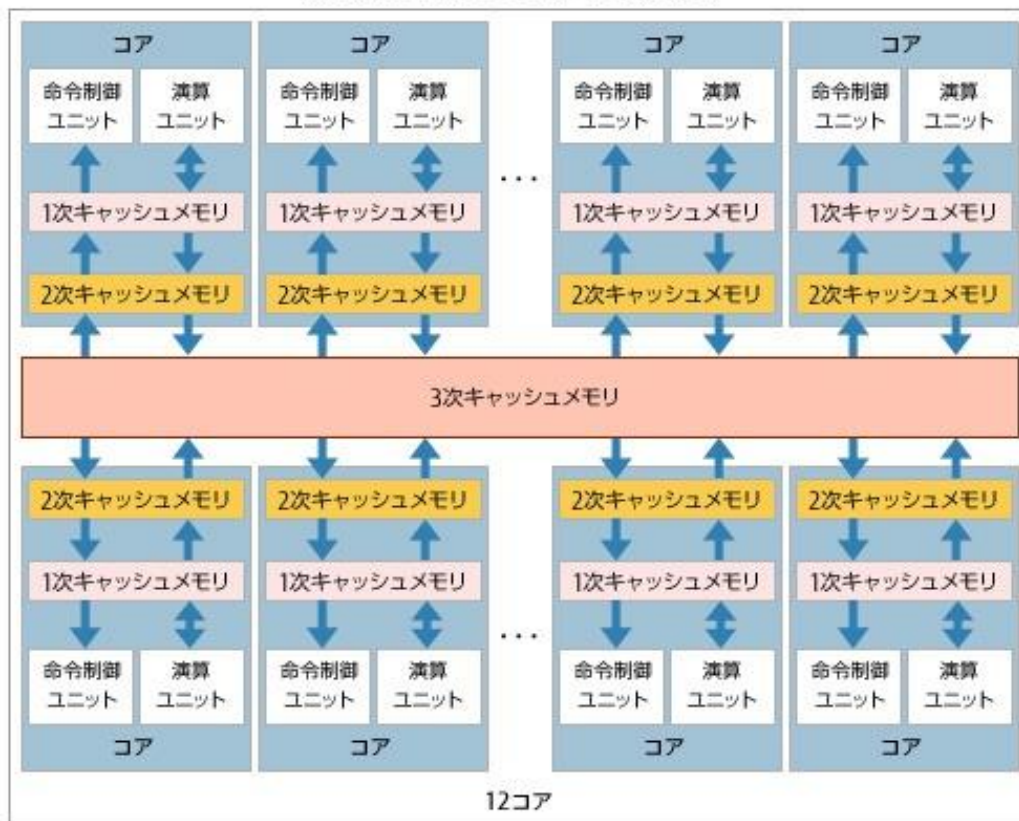 コア コア コア コア
命令制御 演算 命令制御 演算 命令制御 演算 命令制御 演算
ユニット ユニット ユニット ユニット ユニット ユニット ユニット ユニット
...
1次キャッシュメモリ 1次キャッシュメモリ 1次キャッシュメモリ 1次キャッシュメモリ
2次キャッシュメモリ 2次キャッシュメモリ 2次キャッシュメモリ 2次キャッシュメモリ
3次キャッシュメモリ
2次キャッシュメモリ 2次キャッシュメモリ 2次キャッシュメモリ 2次キャッシュメモリ
1次キャッシュメモリ 1次キャッシュメモリ 1次キャッシュメモリ 1次キャッシュメモリ
...
命令制御 演算 命令制御 演算 命令制御 演算 命令制御 演算
ユニット ユニット ユニット ユニット ユニット ユニット ユニット ユニット
コア コア コア コア
12コア